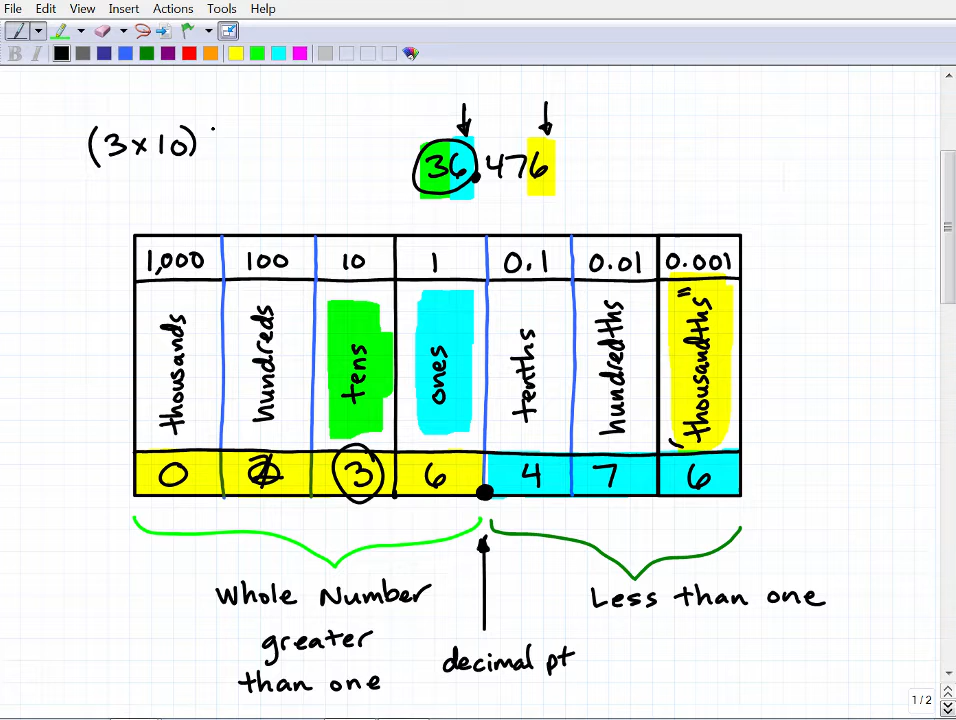 File Edit View Insert Actions Tools Help
B I
(3 x 10)
36.476
1,000 100 10 1 0.1 0.01 0.001
thousands hundreds tens ones tenths hundredths "thousandths"
0 3 6 4 7 6
Whole Number
greater
than one
decimal pt
Less than one
1 / 2